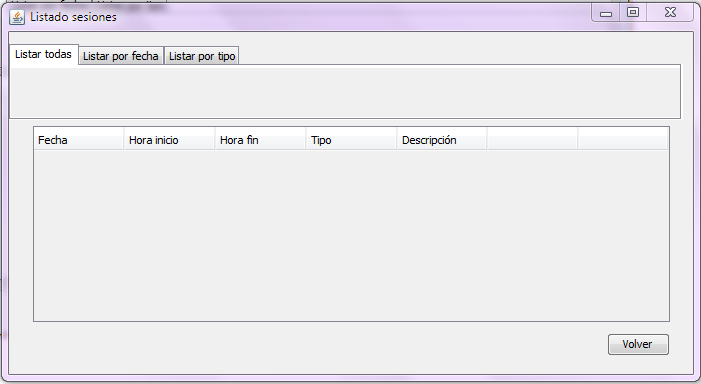 Listado sesiones
Listar todas Listar por fecha Listar por tipo
Fecha Hora inicio Hora fin Tipo Descripción
Volver